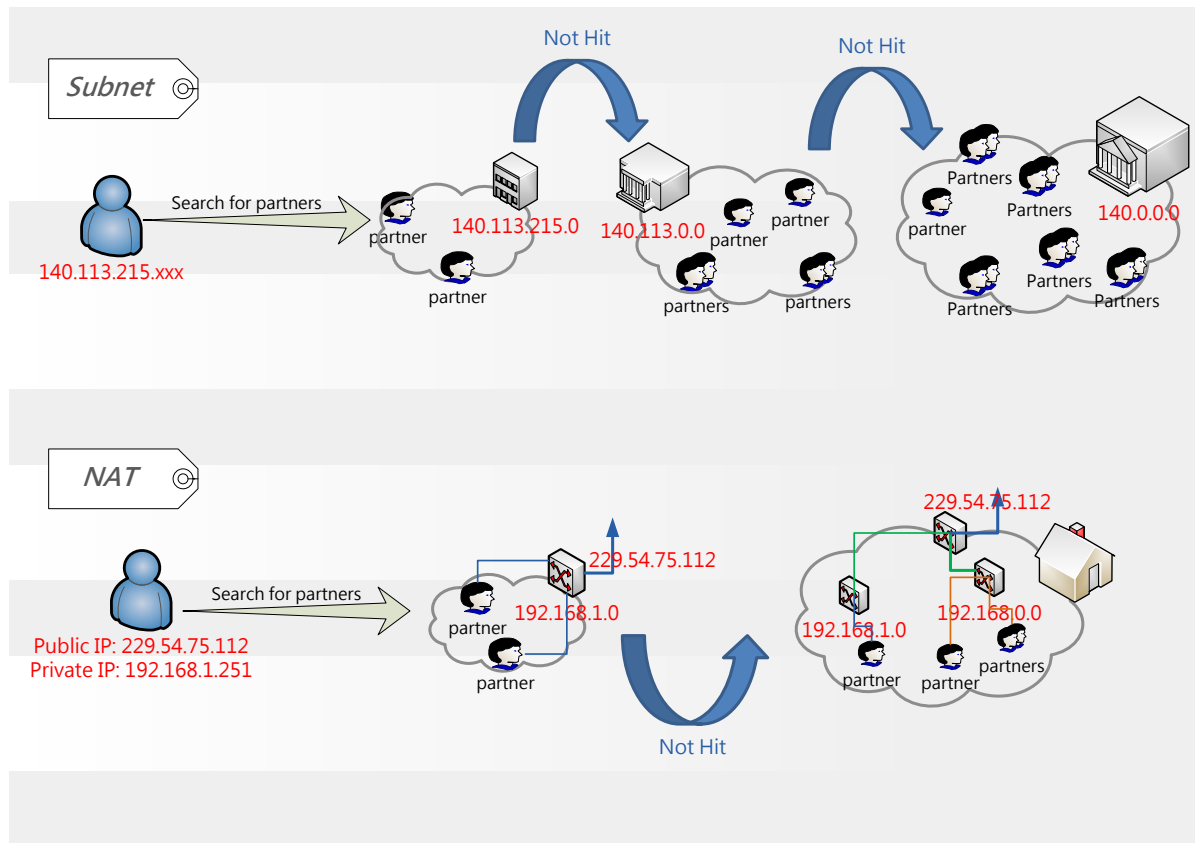 Not Hit
Not Hit
Subnet
Search for partners
140.113.215.xxx
partner
partner
140.113.215.0
140.113.0.0
partner
partner
partners
partners
Partners
partner
Partners
140.0.0.0
Partners
Partners
Partners
NAT
Search for partners
Public IP: 229.54.75.112
Private IP: 192.168.1.251
229.54.75.112
192.168.1.0
partner
partner
Not Hit
229.54.75.112
192.168.1.0
192.168.0.0
partner
partner
partners